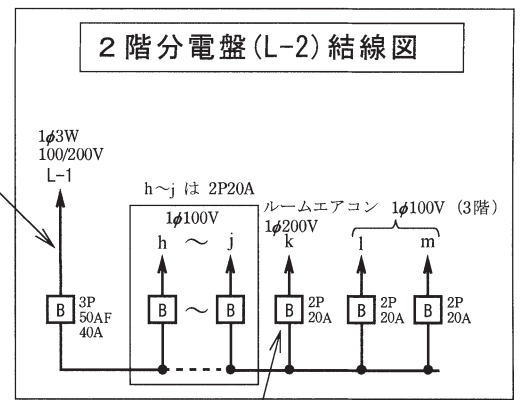 2階分電盤(L-2)結線図
1φ3W
100/200V
L-1
h～j は 2P20A
1φ100V
h ～ j
ルームエアコン
1φ200V
k
1φ100V (3階)
l m
B
3P
50AF
40A
B ～ B
B
2P
20A
B
2P
20A
B
2P
20A